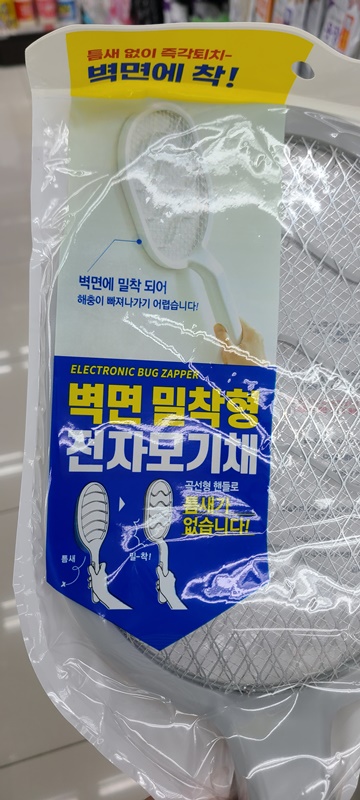 틈새 없이 즉각퇴치~
벽면에 착!
벽면에 밀착 되어
해충이 빠져나가기 어렵습니다!
ELECTRONIC BUG ZAPPER
벽면 밀착형
전자모기채
곡선형 핸들로
틈새가
없습니다!
틈새
밀~착!